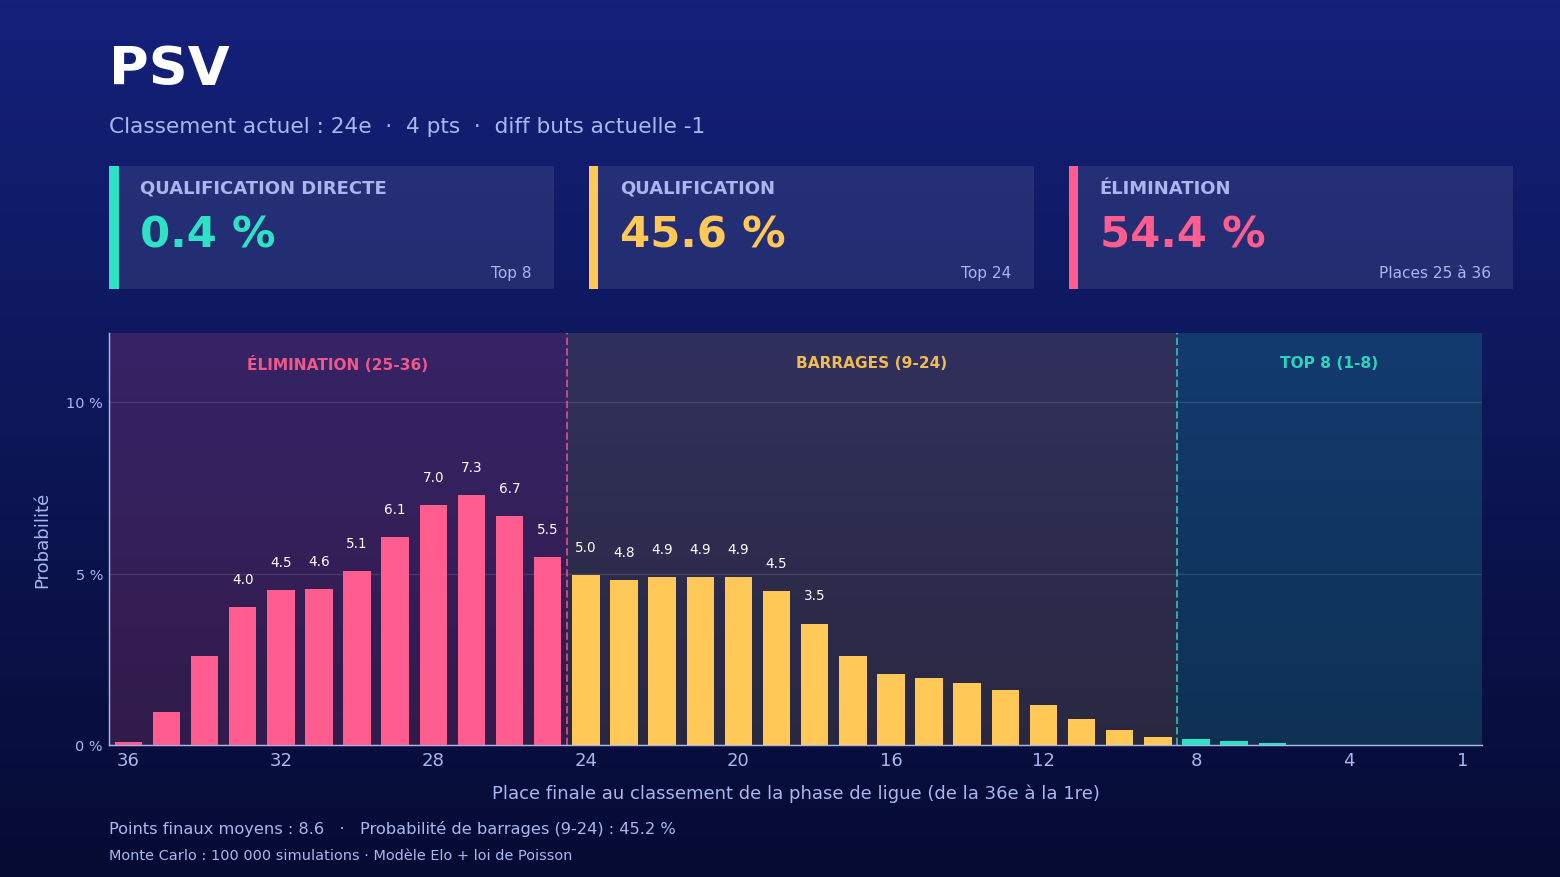 PSV
Classement actuel : 24e · 4 pts · diff buts actuelle -1
QUALIFICATION DIRECTE
0.4 %
Top 8
QUALIFICATION
45.6 %
Top 24
ÉLIMINATION
54.4 %
Places 25 à 36
ÉLIMINATION (25-36)
BARRAGES (9-24)
TOP 8 (1-8)
Probabilité
10 %
5 %
0 %
4.0
4.5
4.6
5.1
6.1
7.0
7.3
6.7
5.5
5.0
4.8
4.9
4.9
4.9
4.5
3.5
36 32 28 24 20 16 12 8 4 1
Place finale au classement de la phase de ligue (de la 36e à la 1re)
Points finaux moyens : 8.6 · Probabilité de barrages (9-24) : 45.2 %
Monte Carlo : 100 000 simulations · Modèle Elo + loi de Poisson